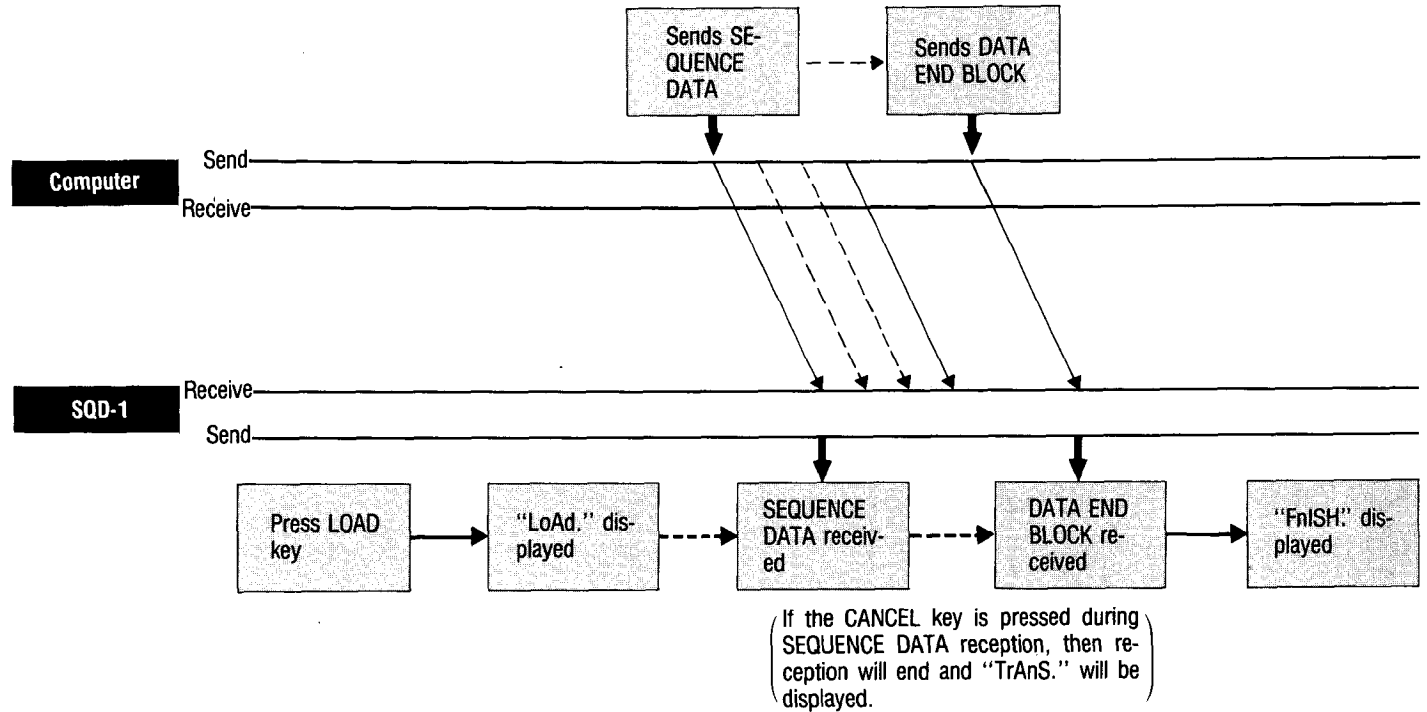 Sends SE-
QUENCE
DATA
Sends DATA
END BLOCK
Send
Computer
Receive
Receive
SQD-1
Send
Press LOAD
key
"LoAd." dis-
played
SEQUENCE
DATA receiv-
ed
DATA END
BLOCK re-
ceived
"FnISH." dis-
played
(If the CANCEL key is pressed during
SEQUENCE DATA reception, then re-
ception will end and "TrAnS." will be
displayed.)